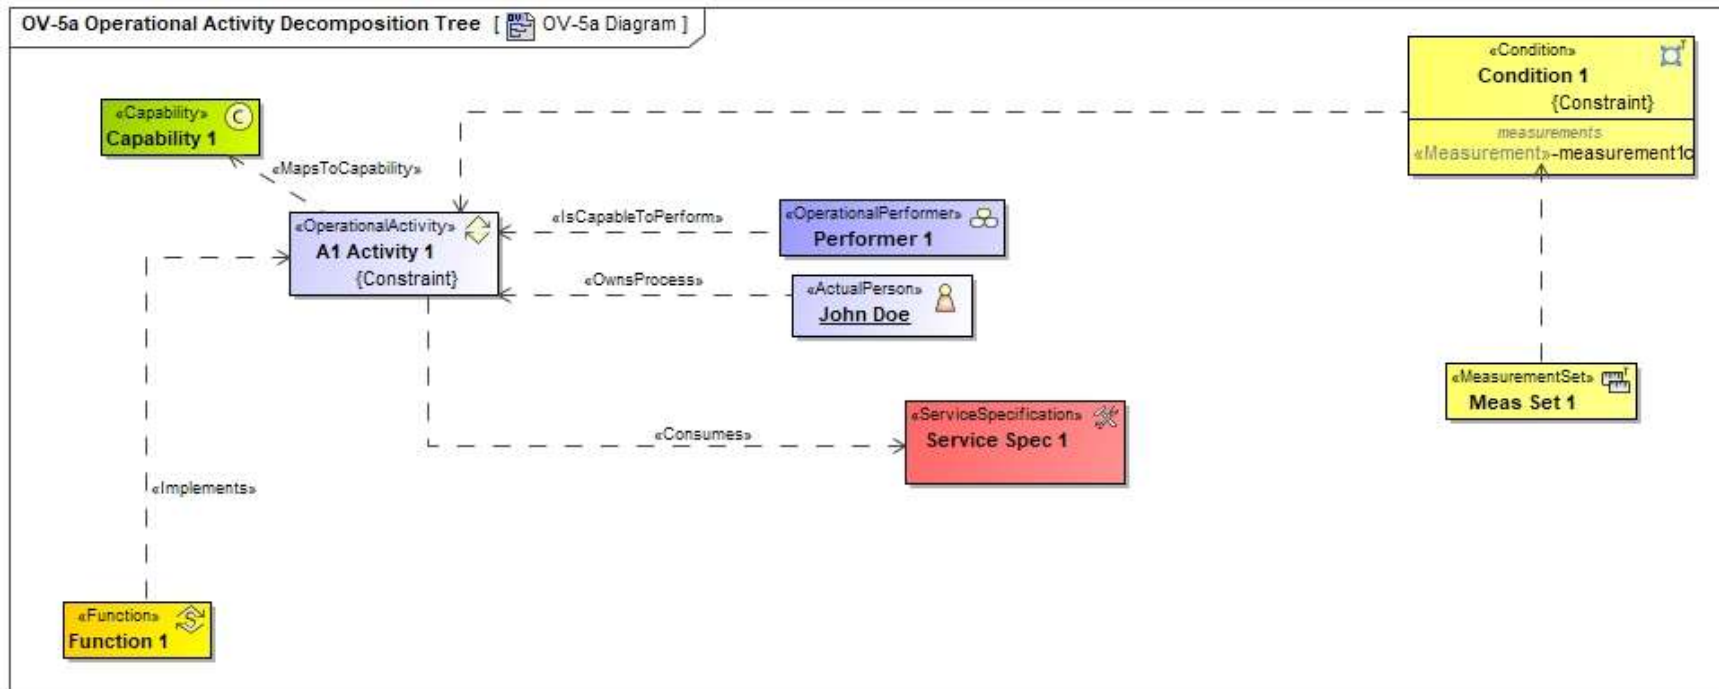 OV-5a Operational Activity Decomposition Tree [ OV-5a Diagram ]
«Condition»
Condition 1
{Constraint}
measurements
«Measurement»-measurement1c
«Capability»
Capability 1
«MapsToCapability»
«OperationalActivity»
A1 Activity 1
{Constraint}
«IsCapableToPerform»
«OperationalPerformer»
Performer 1
«OwnsProcess»
«ActualPerson»
John Doe
«MeasurementSet»
Meas Set 1
«Consumes»
«ServiceSpecification»
Service Spec 1
«Implements»
«Function»
Function 1